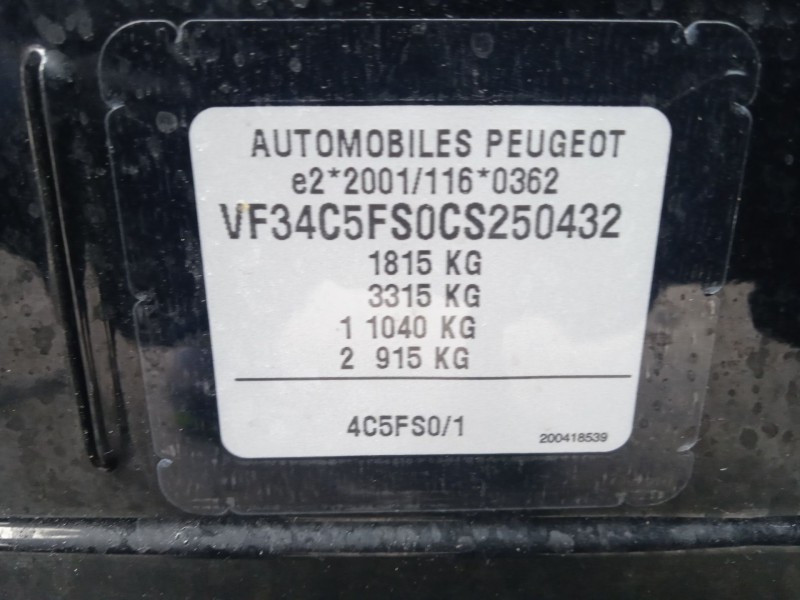 AUTOMOBILES PEUGEOT
e2*2001/116*0362
VF34C5FS0CS250432
1815 KG
3315 KG
1 1040 KG
2 915 KG
4C5FS0/1
200418539